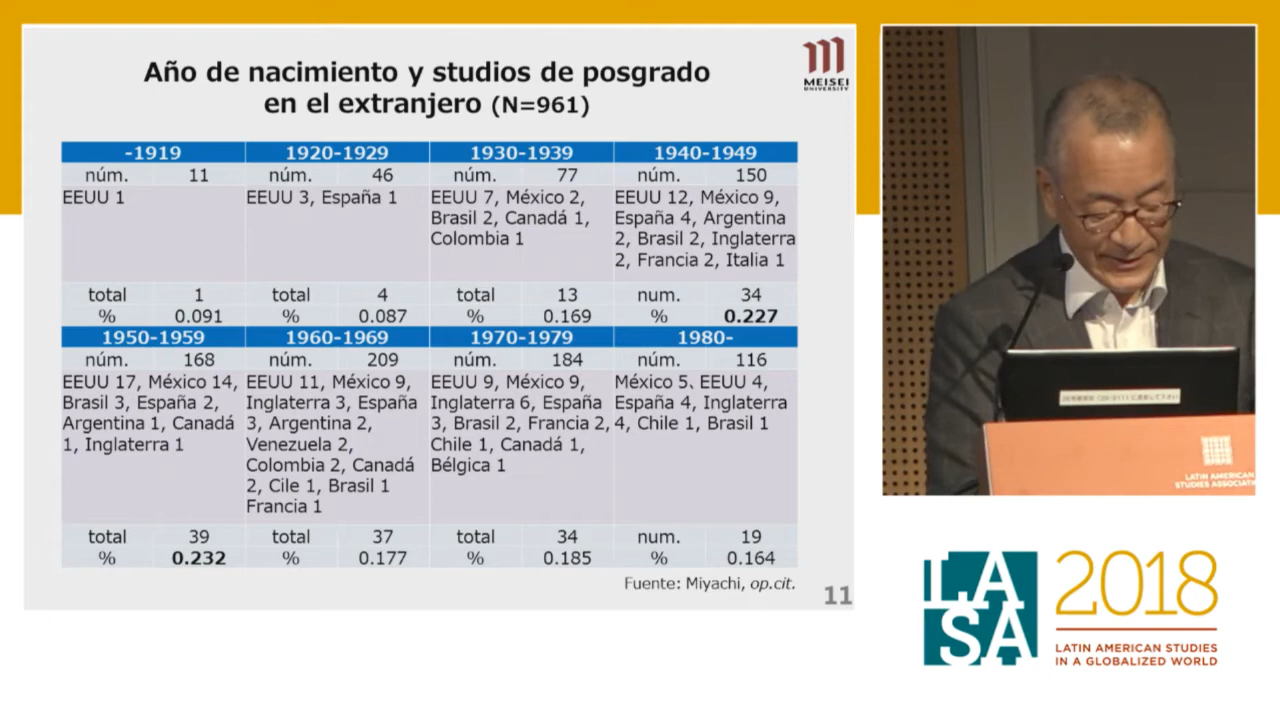 Año de nacimiento y studios de posgrado
en el extranjero (N=961)
MEISEI
UNIVERSITY
-1919 1920-1929 1930-1939 1940-1949
núm. 11 núm. 46 núm. 77 núm. 150
EEUU 1
EEUU 3, España 1
EEUU 7, México 2,
Brasil 2, Canadá 1,
Colombia 1
EEUU 12, México 9,
España 4, Argentina
2, Brasil 2, Inglaterra
2, Francia 2, Italia 1
total 1 total 4 total 13 num. 34
% 0.091 % 0.087 % 0.169 % 0.227
1950-1959 1960-1969 1970-1979 1980-
núm. 168 núm. 209 núm. 184 núm. 116
EEUU 17, México 14,
Brasil 3, España 2,
Argentina 1, Canadá
1, Inglaterra 1
EEUU 11, México 9,
Inglaterra 3, España
3, Argentina 2,
Venezuela 2,
Colombia 2, Canadá
2, Cile 1, Brasil 1
Francia 1
EEUU 9, México 9,
Inglaterra 6, España
3, Brasil 2, Francia 2,
Chile 1, Canadá 1,
Bélgica 1
México 5、EEUU 4,
España 4, Inglaterra
4, Chile 1, Brasil 1
total 39 total 37 total 34 num. 19
% 0.232 % 0.177 % 0.185 % 0.164
Fuente: Miyachi, op.cit.
11
LATIN AMERICAN
STUDIES ASSOCIATI
LASA
2018
LATIN AMERICAN STUDIES
IN A GLOBALIZED WORLD